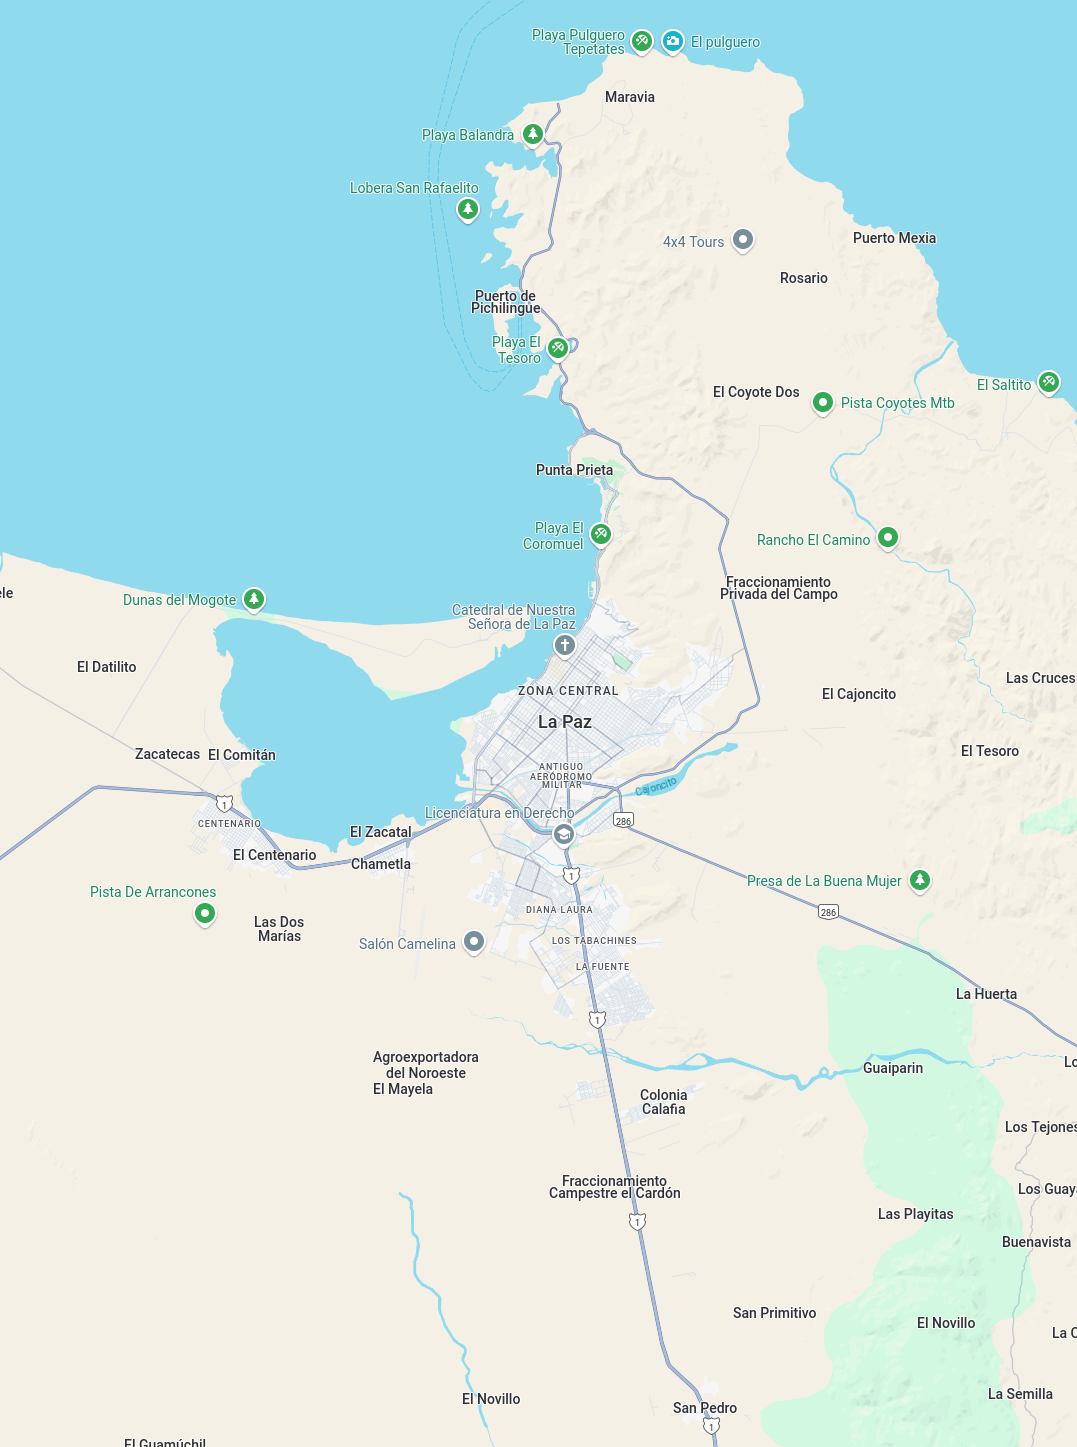 Playa Pulguero
Tepetates
El pulguero
Maravia
Playa Balandra
Lobera San Rafaelito
4x4 Tours
Puerto Mexia
Rosario
Puerto de
Pichilingue
Playa El
Tesoro
El Coyote Dos
Pista Coyotes Mtb
El Saltito
Punta Prieta
Playa El
Coromuel
Rancho El Camino
Fraccionamiento
Privada del Campo
ele
Dunas del Mogote
Catedral de Nuestra
Señora de La Paz
El Datilito
ZONA CENTRAL
La Paz
El Cajoncito
Las Cruces
Zacatecas
El Comitán
El Tesoro
ANTIGUO
AERÓDROMO
MILITAR
Cajoncito
1
CENTENARIO
Licenciatura en Derecho
286
El Zacatal
El Centenario
Chametla
1
Presa de La Buena Mujer
Pista De Arrancones
286
DIANA LAURA
Las Dos
Marías
Salón Camelina
LOS TABACHINES
LA FUENTE
La Huerta
1
Agroexportadora
del Noroeste
El Mayela
Guaiparin
Lo
Colonia
Calafia
Los Tejones
Fraccionamiento
Campestre el Cardón
Los Guaya
1
Las Playitas
Buenavista
San Primitivo
El Novillo
La C
La Semilla
El Novillo
San Pedro
1
El Guamúchil